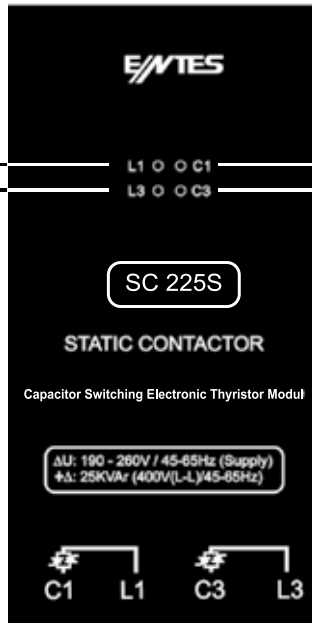 ENTES
L1 C1
L3 C3
SC 225S
STATIC CONTACTOR
Capacitor Switching Electronic Thyristor Modul
ΔU: 190 - 260V / 45-65Hz (Supply)
+Δ: 25KVAr (400V(L-L)/45-65Hz)
C1 L1 C3 L3